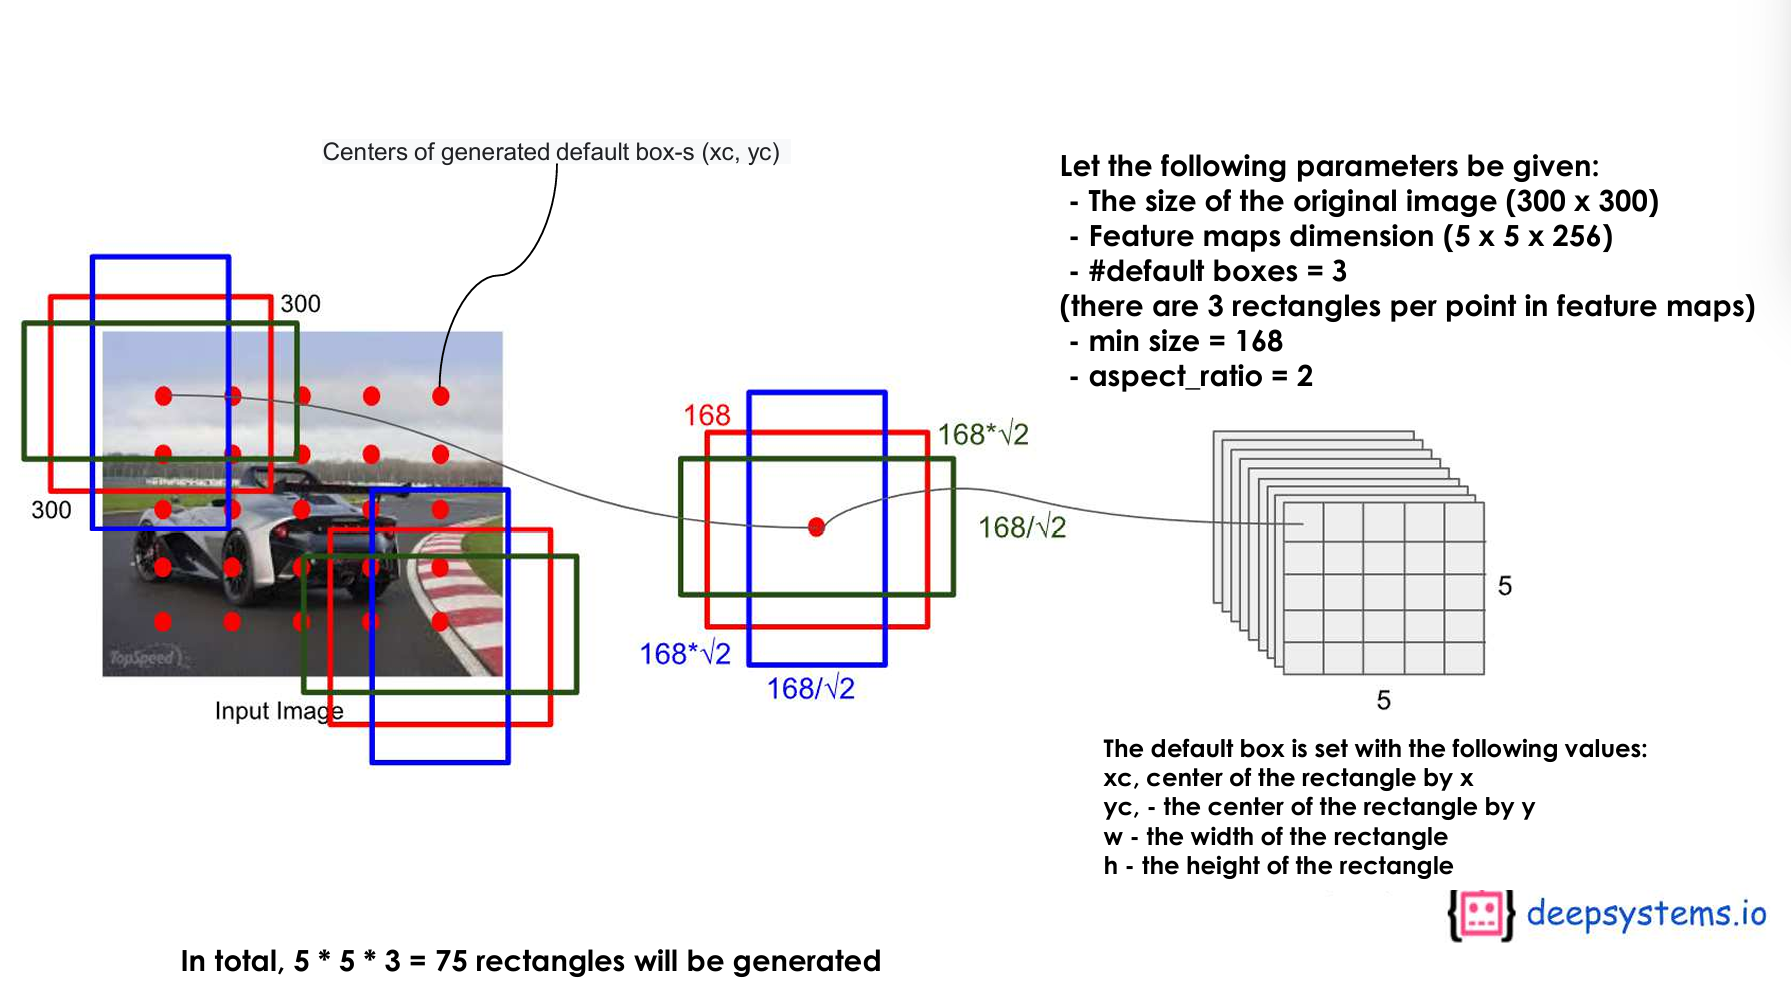 Centers of generated default box-s (xc, yc)
300
300
TopSpeed
Input Image
168
168*√2
168/√2
168*√2
168/√2
Let the following parameters be given:
- The size of the original image (300 x 300)
- Feature maps dimension (5 x 5 x 256)
- #default boxes = 3
(there are 3 rectangles per point in feature maps)
- min size = 168
- aspect_ratio = 2
5
5
The default box is set with the following values:
xc, center of the rectangle by x
yc, - the center of the rectangle by y
w - the width of the rectangle
h - the height of the rectangle
deepsystems.io
In total, 5 * 5 * 3 = 75 rectangles will be generated